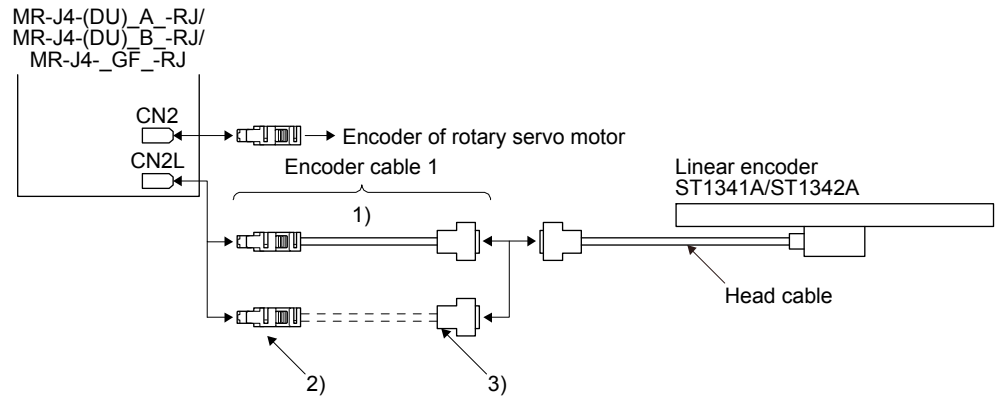 MR-J4-(DU)_A_-RJ/
MR-J4-(DU)_B_-RJ/
MR-J4-_GF_-RJ
CN2
Encoder of rotary servo motor
CN2L
Encoder cable 1
Linear encoder
ST1341A/ST1342A
1)
Head cable
2)
3)